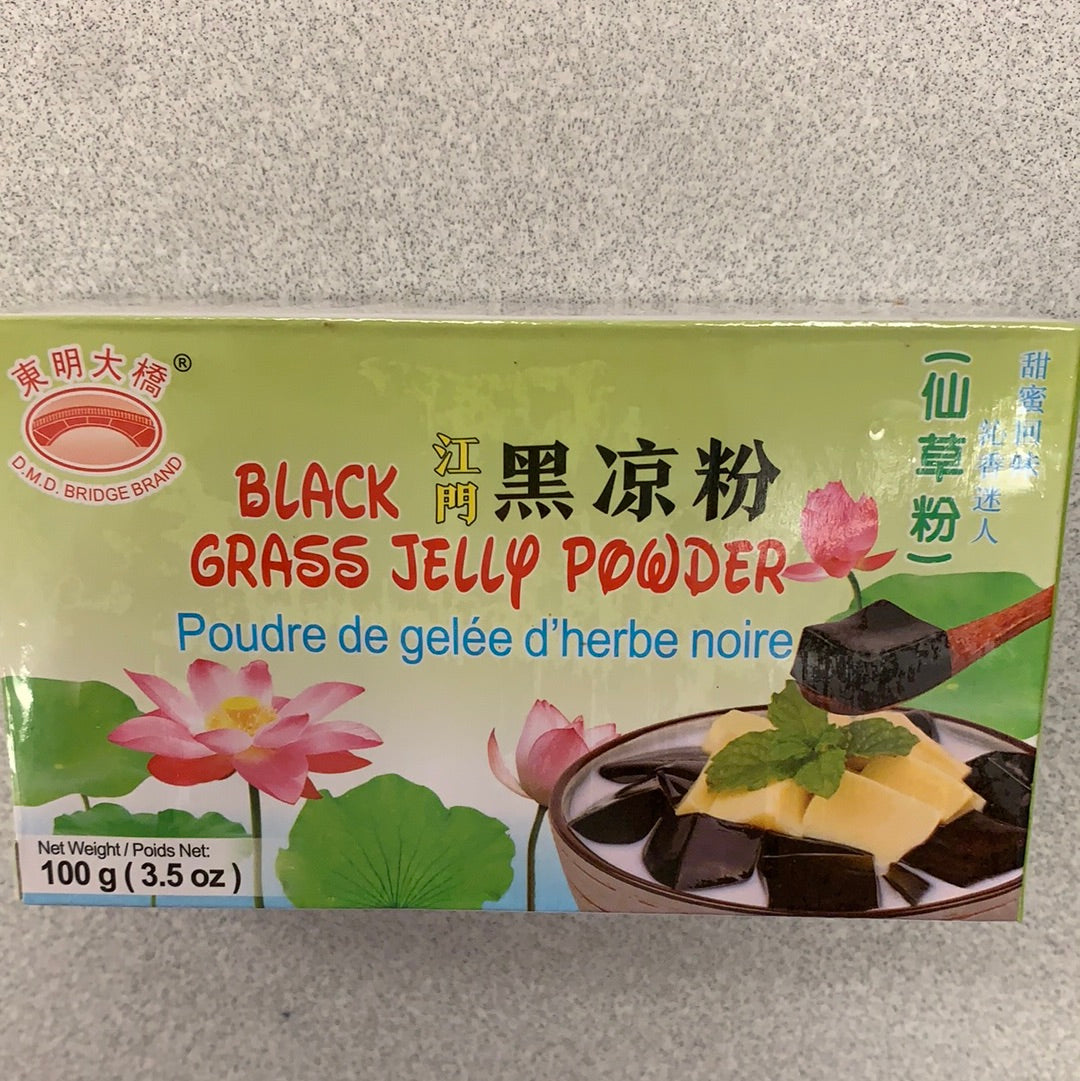 東明大橋®
D.M.D. BRIDGE BRAND
BLACK
江門
黑凉粉
GRASS JELLY POWDER
Poudre de gelée d'herbe noire
(仙草粉)
甜蜜回味
沁香迷人
Net Weight / Poids Net:
100 g ( 3.5 oz )